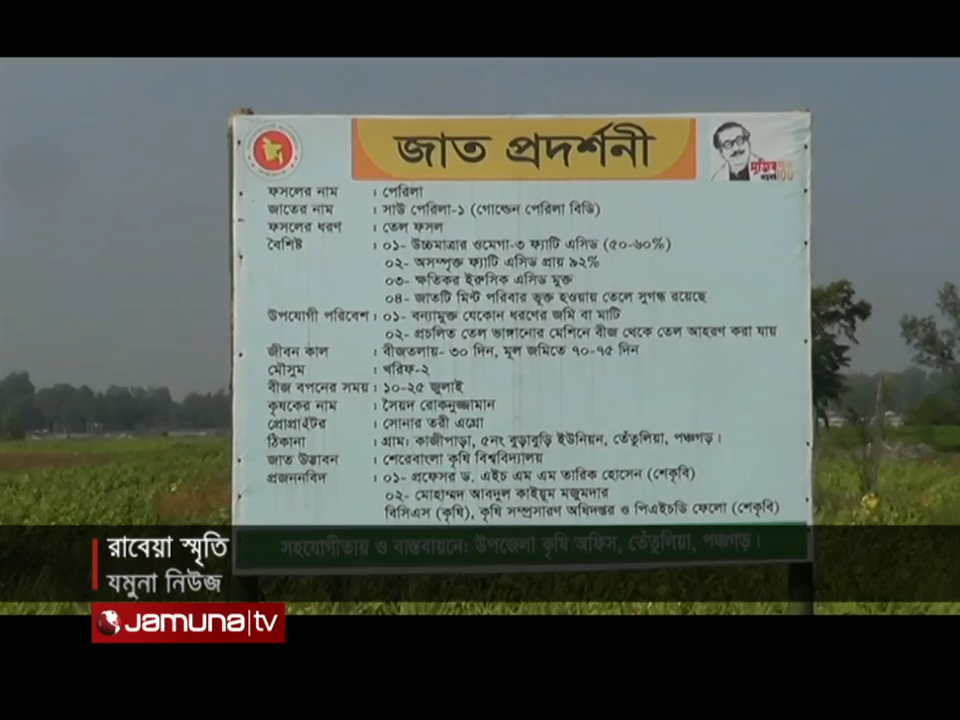 জাত প্রদর্শনী
মুজিব
ফসলের নাম : পেরিলা
জাতের নাম : সাউ পেরিলা-১ (গোল্ডেন পেরিলা বিডি)
ফসলের ধরণ : তেল ফসল
বৈশিষ্ট : ০১- উচ্চমাত্রার ওমেগা-৩ ফ্যাটি এসিড (৫০-৬০%)
০২- অসম্পৃক্ত ফ্যাটি এসিড প্রায় ৯২%
০৩- ক্ষতিকর ইরুসিক এসিড মুক্ত
০৪- জাতটি মিন্ট পরিবার ভূক্ত হওয়ায় তেলে সুগন্ধ রয়েছে
উপযোগী পরিবেশ : ০১- বন্যামুক্ত যেকোন ধরণের জমি বা মাটি
০২- প্রচলিত তেল ভাঙ্গানোর মেশিনে বীজ থেকে তেল আহরণ করা যায়
জীবন কাল : বীজতলায়- ৩০ দিন, মূল জমিতে ৭০-৭৫ দিন
মৌসুম : খরিফ-২
বীজ বপনের সময় : ১০-২৫ জুলাই
কৃষকের নাম : সৈয়দ রোকনুজ্জামান
প্রোপ্রাইটর : সোনার তরী এগ্রো
ঠিকানা : গ্রাম: কাজীপাড়া, ৫নং বুড়াবুড়ি ইউনিয়ন, তেঁতুলিয়া, পঞ্চগড়।
জাত উদ্ভাবন : শেরেবাংলা কৃষি বিশ্ববিদ্যালয়
প্রজননবিদ : ০১- প্রফেসর ড. এইচ এম এম তারিক হোসেন (শেকৃবি)
০২- মোহাম্মদ আবদুল কাইয়ূম মজুমদার
বিসিএস (কৃষি), কৃষি সম্প্রসারণ অধিদপ্তর ও পিএইচডি ফেলো (শেকৃবি)
সহযোগীতায় ও বাস্তবায়নে: উপজেলা কৃষি অফিস, তেঁতুলিয়া, পঞ্চগড়।
রাবেয়া স্মৃতি
যমুনা নিউজ
Jamuna|tv